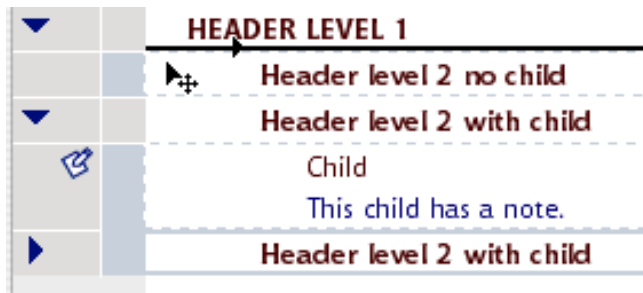 HEADER LEVEL 1
Header level 2 no child
Header level 2 with child
Child
This child has a note.
Header level 2 with child